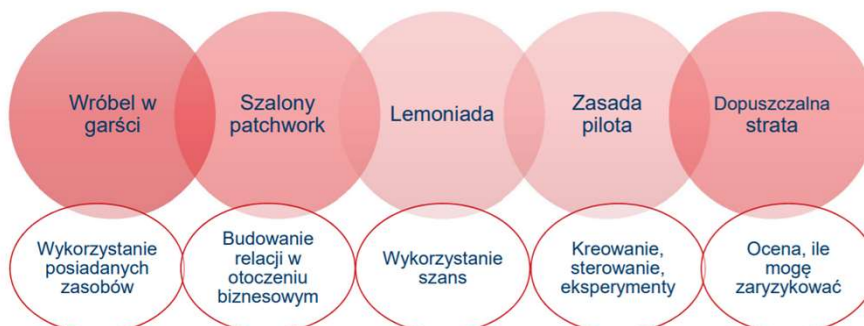 Wróbel w
garści
Szalony
patchwork
Lemoniada
Zasada
pilota
Dopuszczalna
strata
Wykorzystanie
posiadanych
zasobów
Budowanie
relacji w
otoczeniu
biznesowym
Wykorzystanie
szans
Kreowanie,
sterowanie,
eksperymenty
Ocena, ile
mogę
zaryzykować